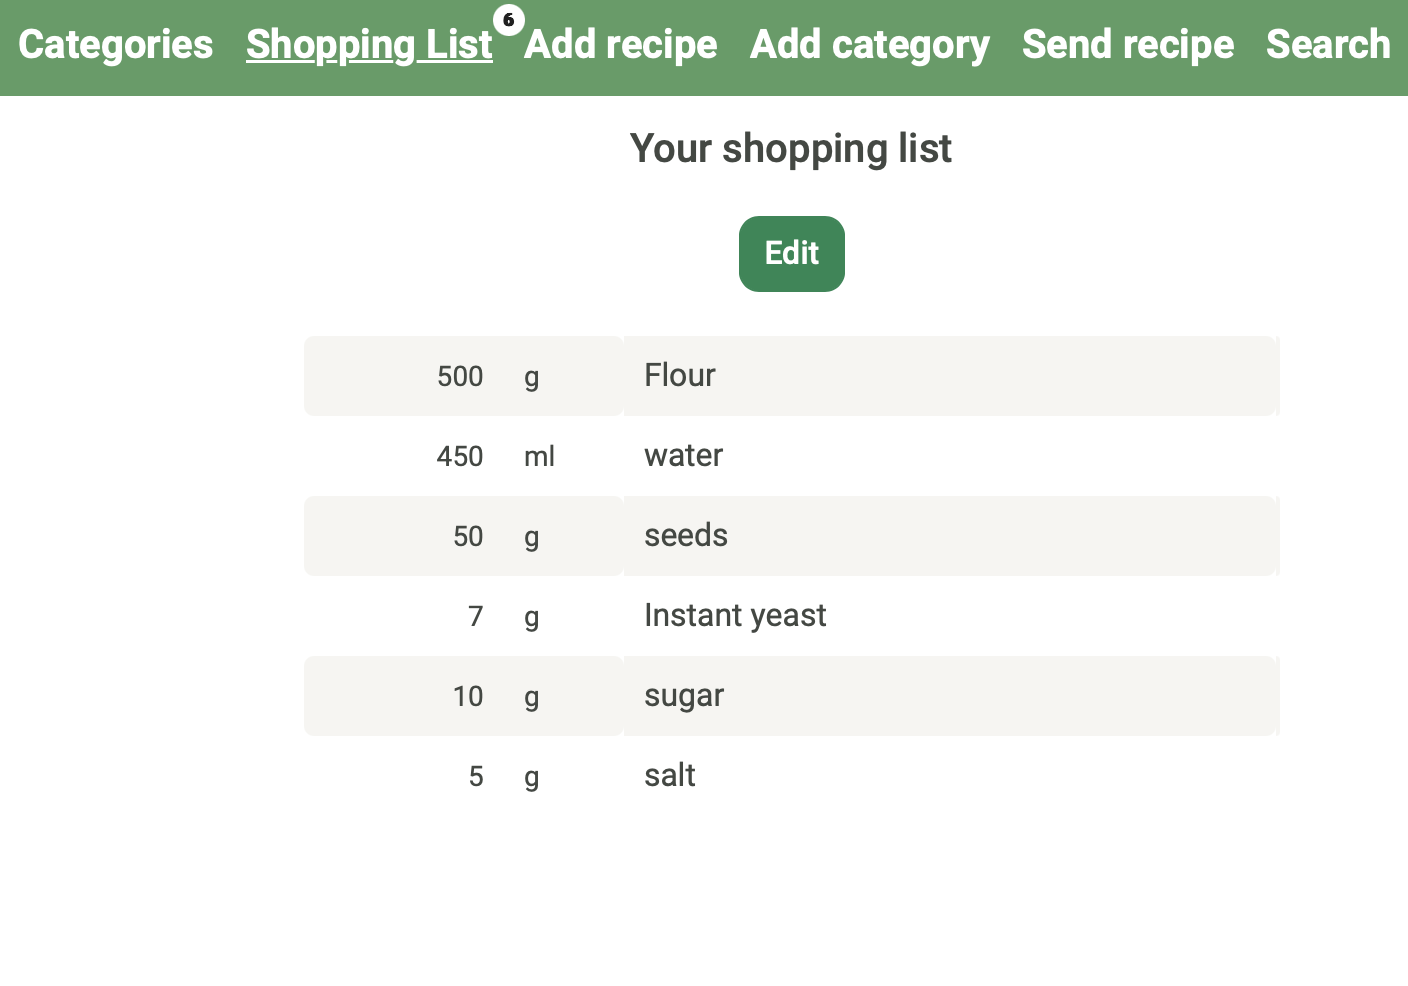 Categories Shopping List 6 Add recipe Add category Send recipe Search
Your shopping list
Edit
500 g Flour
450 ml water
50 g seeds
7 g Instant yeast
10 g sugar
5 g salt